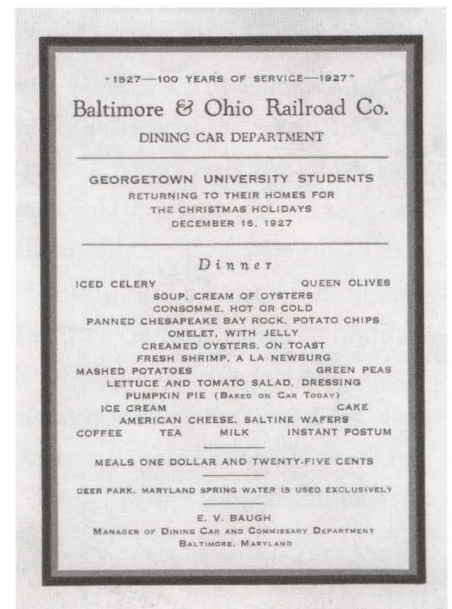 "1827—100 YEARS OF SERVICE—1927"
Baltimore & Ohio Railroad Co.
DINING CAR DEPARTMENT
GEORGETOWN UNIVERSITY STUDENTS
RETURNING TO THEIR HOMES FOR
THE CHRISTMAS HOLIDAYS
DECEMBER 16, 1927
Dinner
ICED CELERY QUEEN OLIVES
SOUP, CREAM OF OYSTERS
CONSOMME, HOT OR COLD
PANNED CHESAPEAKE BAY ROCK, POTATO CHIPS
OMELET, WITH JELLY
CREAMED OYSTERS, ON TOAST
FRESH SHRIMP, A LA NEWBURG
MASHED POTATOES GREEN PEAS
LETTUCE AND TOMATO SALAD, DRESSING
PUMPKIN PIE (BAKED ON CAR TODAY)
ICE CREAM CAKE
AMERICAN CHEESE, SALTINE WAFERS
COFFEE TEA MILK INSTANT POSTUM
MEALS ONE DOLLAR AND TWENTY-FIVE CENTS
DEER PARK, MARYLAND SPRING WATER IS USED EXCLUSIVELY
E. V. BAUGH
MANAGER OF DINING CAR AND COMMISSARY DEPARTMENT
BALTIMORE, MARYLAND